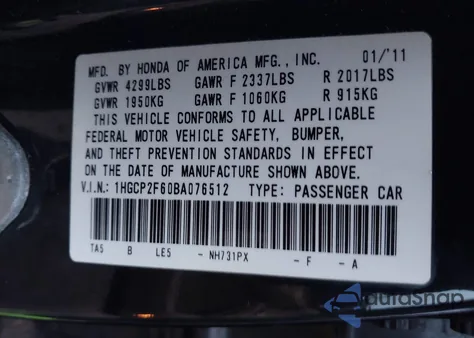 MFD. BY HONDA OF AMERICA MFG., INC. 01/'11
GVWR 4299LBS GAWR F 2337LBS R 2017LBS
GVWR 1950KG GAWR F 1060KG R 915KG
THIS VEHICLE CONFORMS TO ALL APPLICABLE
FEDERAL MOTOR VEHICLE SAFETY, BUMPER,
AND THEFT PREVENTION STANDARDS IN EFFECT
ON THE DATE OF MANUFACTURE SHOWN ABOVE.
V.I.N.: 1HGCP2F60BA076512 TYPE: PASSENGER CAR
TA5 B LE5 - NH731PX - F - A
AuraSnap